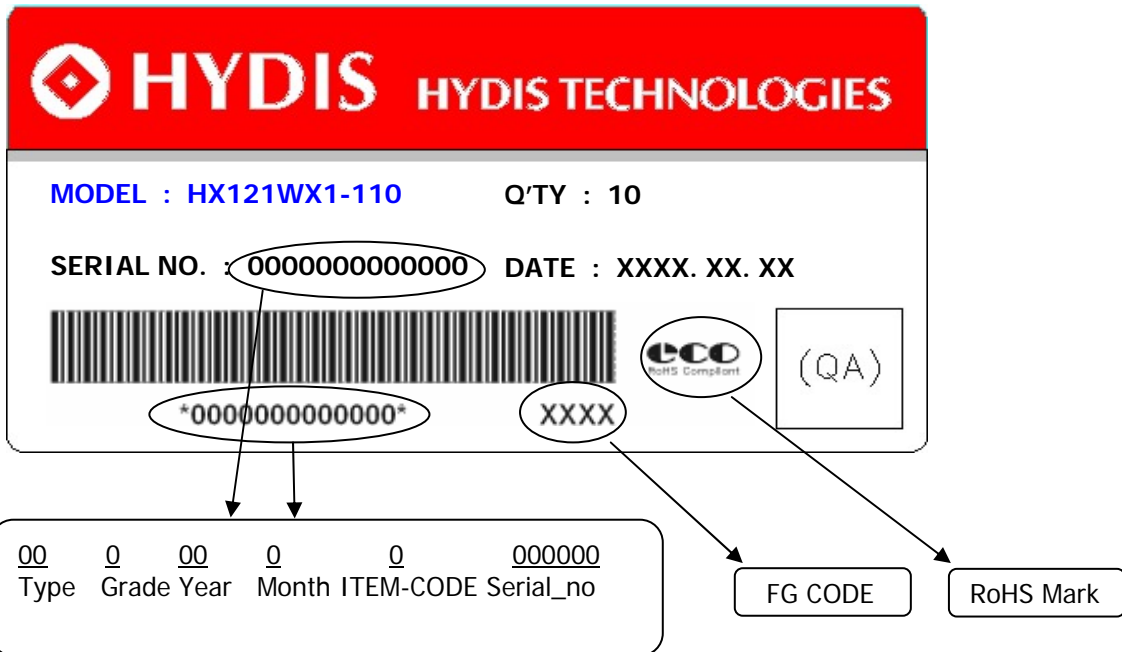 HYDIS HYDIS TECHNOLOGIES
MODEL : HX121WX1-110 Q'TY : 10
SERIAL NO. : 0000000000000 DATE : XXXX. XX. XX
eco
RoHS Compliant
(QA)
*0000000000000* XXXX
00 0 00 0 0 000000
Type Grade Year Month ITEM-CODE Serial_no
FG CODE
RoHS Mark